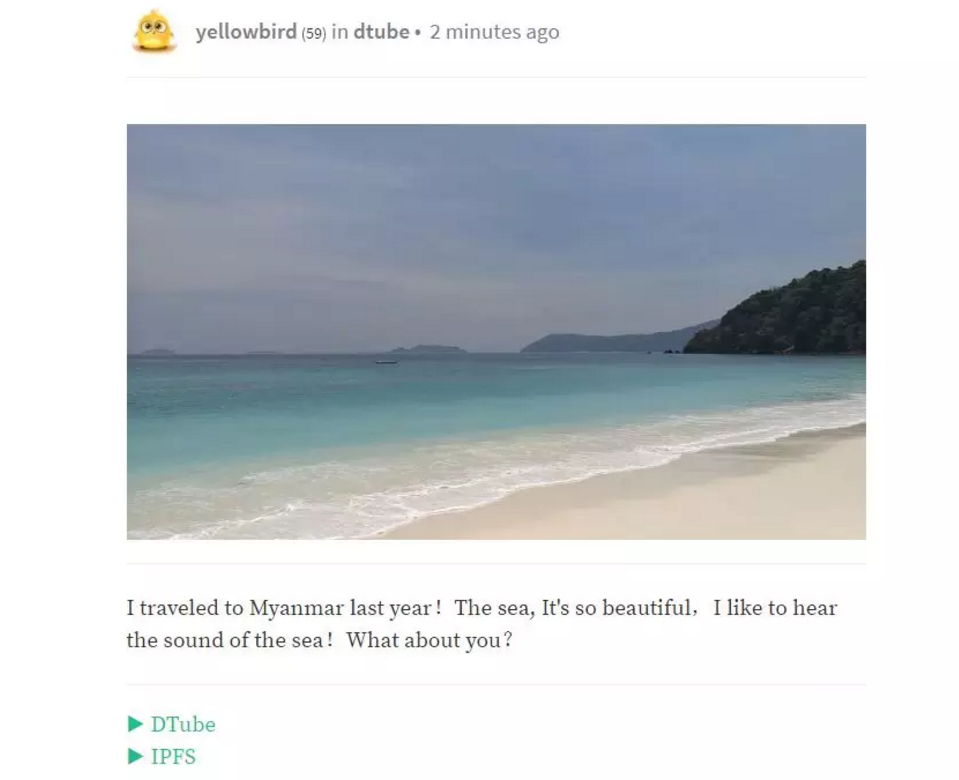 yellowbird (59) in dtube • 2 minutes ago
I traveled to Myanmar last year！The sea, It's so beautiful，I like to hear
the sound of the sea！What about you？
▶ DTube
▶ IPFS